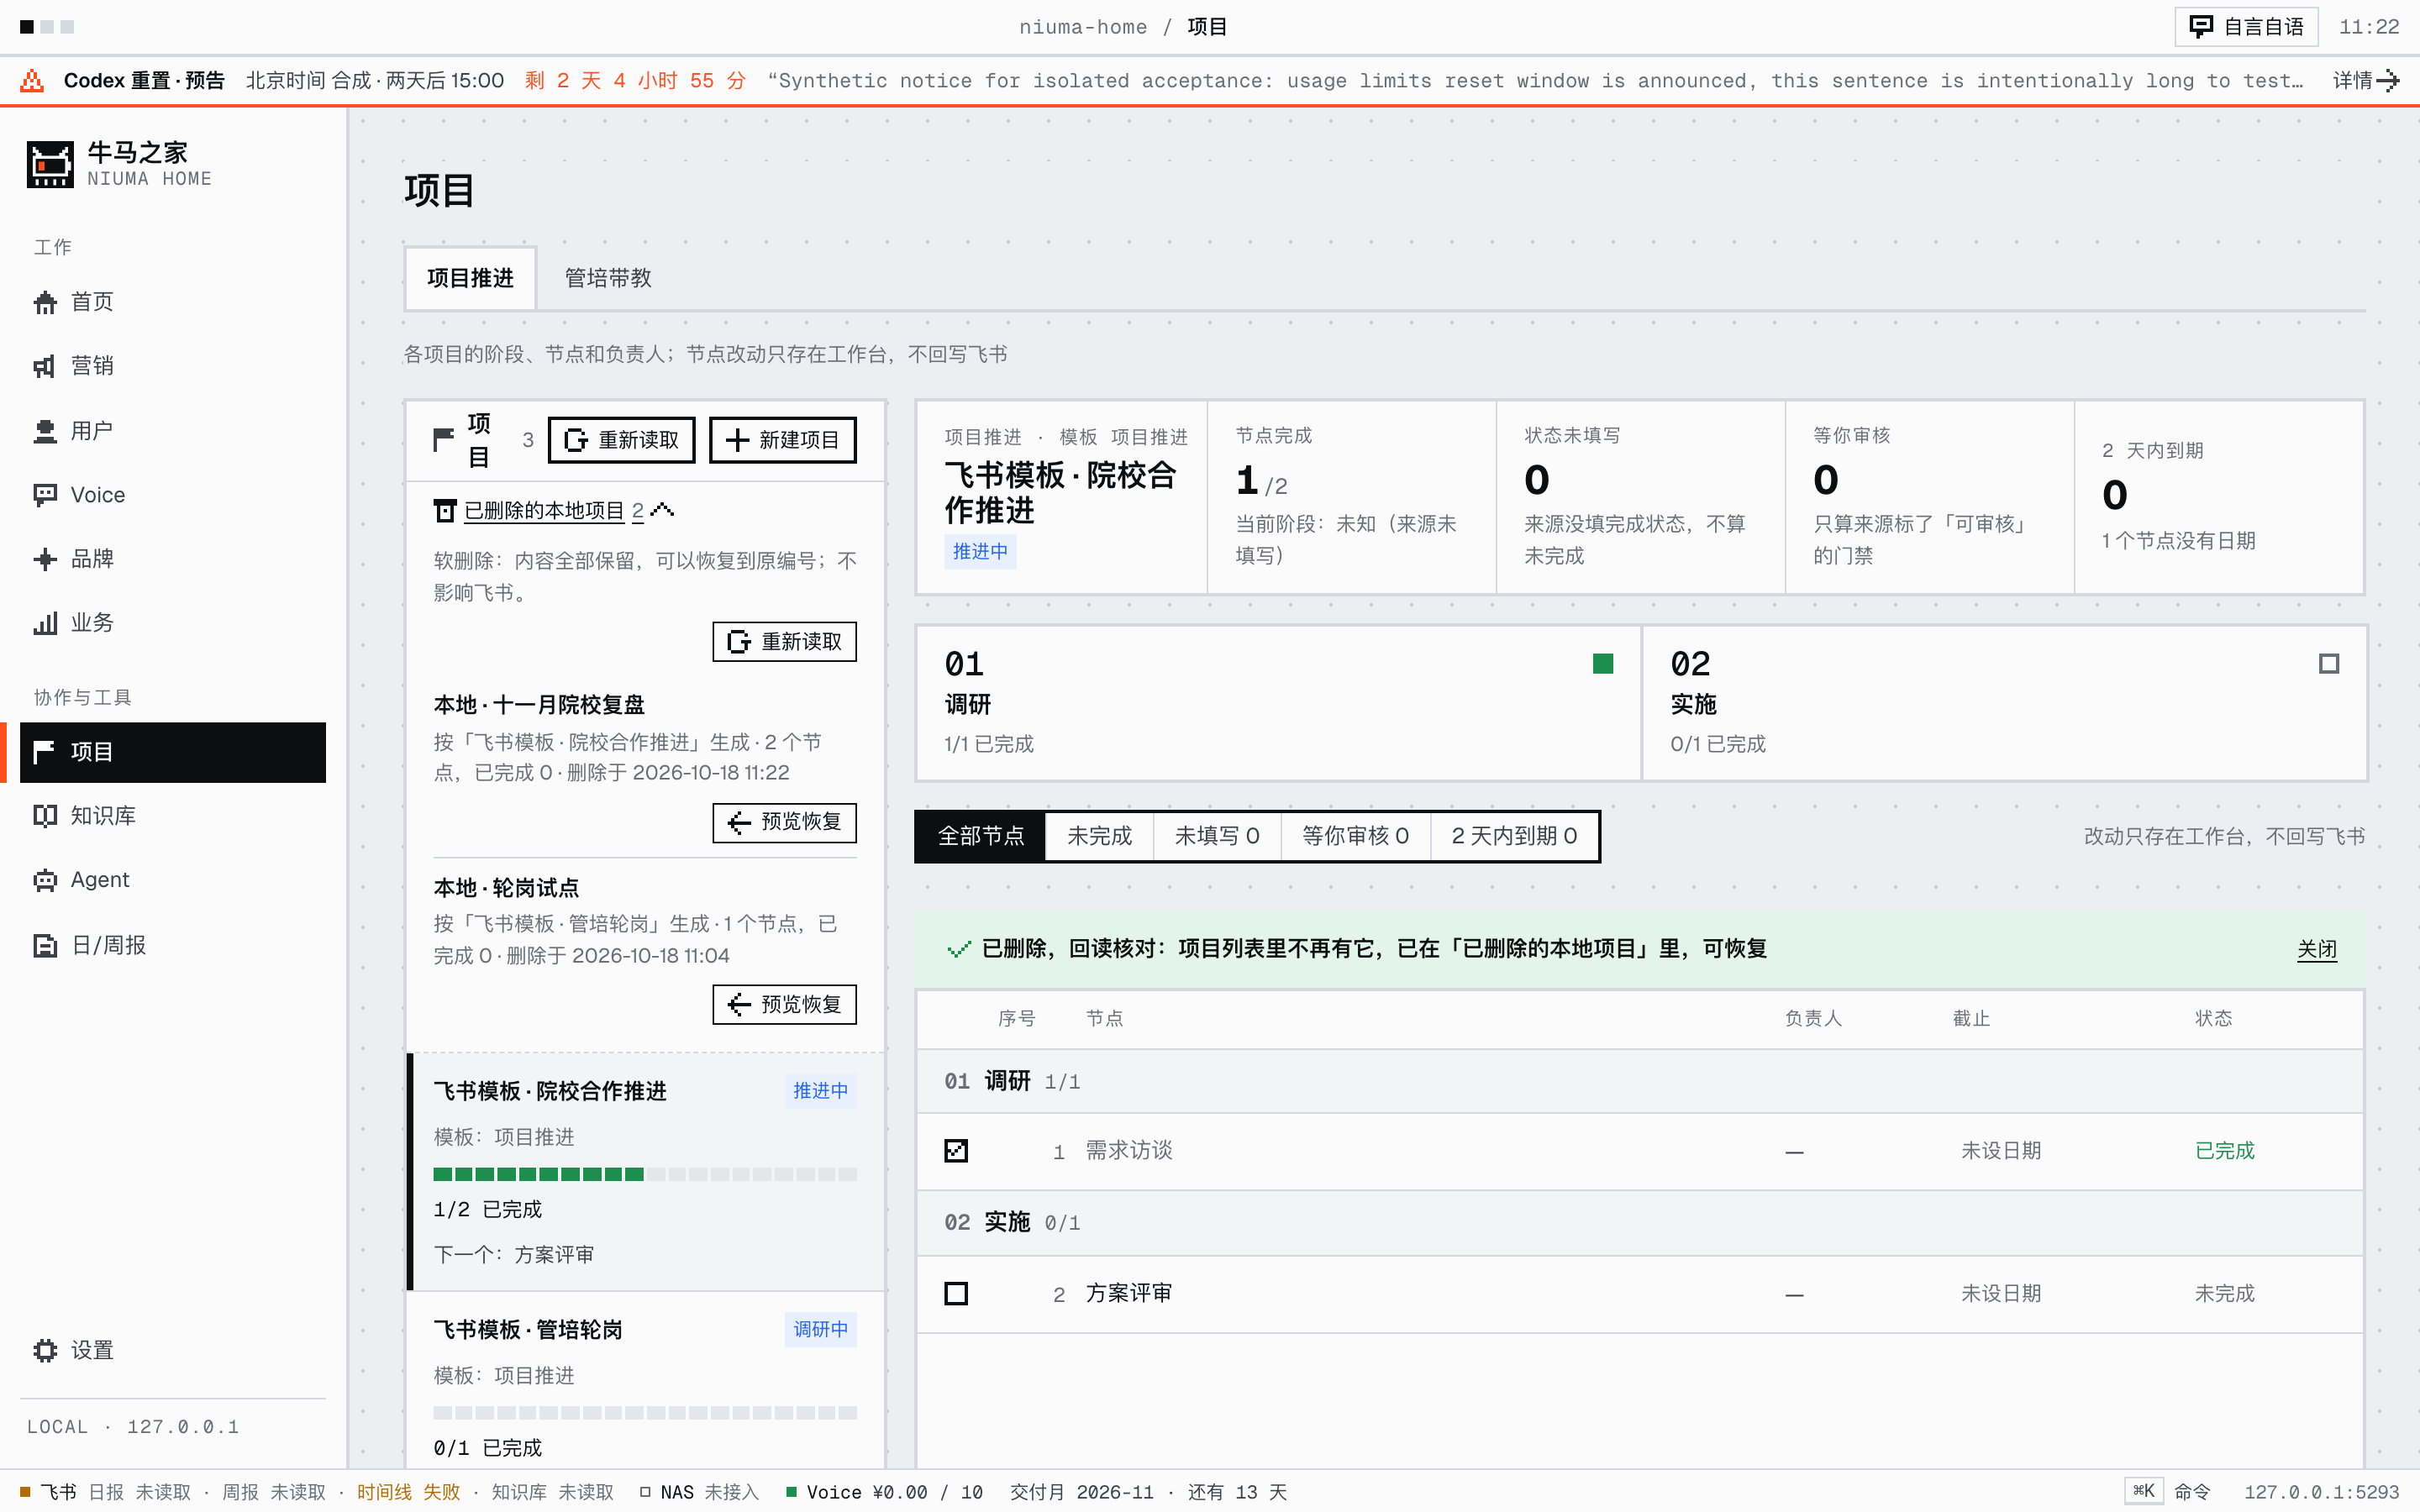 niuma-home / 项目
自言自语
11:22
Codex 重置·预告 北京时间 合成·两天后 15:00 剩 2 天 4 小时 55 分 “Synthetic notice for isolated acceptance: usage limits reset window is announced, this sentence is intentionally long to test… 详情
牛马之家
NIUMA HOME
工作
首页
营销
用户
Voice
品牌
业务
协作与工具
项目
知识库
Agent
日/周报
设置
LOCAL · 127.0.0.1
项目
项目推进
管培带教
各项目的阶段、节点和负责人；节点改动只存在工作台，不回写飞书
项
目
3
重新读取
新建项目
已删除的本地项目 2
软删除：内容全部保留，可以恢复到原编号；不
影响飞书。
重新读取
本地·十一月院校复盘
按「飞书模板·院校合作推进」生成·2 个节
点，已完成 0·删除于 2026-10-18 11:22
预览恢复
本地·轮岗试点
按「飞书模板·管培轮岗」生成·1 个节点，已
完成 0·删除于 2026-10-18 11:04
预览恢复
飞书模板·院校合作推进
推进中
模板：项目推进
1/2 已完成
下一个：方案评审
飞书模板·管培轮岗
调研中
模板：项目推进
0/1 已完成
项目推进 · 模板 项目推进
飞书模板·院校合
作推进
推进中
节点完成
1 /2
当前阶段：未知（来源未
填写）
状态未填写
0
来源没填完成状态，不算
未完成
等你审核
0
只算来源标了「可审核」
的门禁
2 天内到期
0
1 个节点没有日期
01
调研
1/1 已完成
02
实施
0/1 已完成
全部节点
未完成
未填写 0
等你审核 0
2 天内到期 0
改动只存在工作台，不回写飞书
已删除，回读核对：项目列表里不再有它，已在「已删除的本地项目」里，可恢复
关闭
序号 节点 负责人 截止 状态
01 调研 1/1
1 需求访谈 — 未设日期 已完成
02 实施 0/1
2 方案评审 — 未设日期 未完成
飞书 日报 未读取 · 周报 未读取 · 时间线 失败 · 知识库 未读取 NAS 未接入 Voice ¥0.00 / 10 交付月 2026-11 · 还有 13 天
⌘K 命令 127.0.0.1:5293